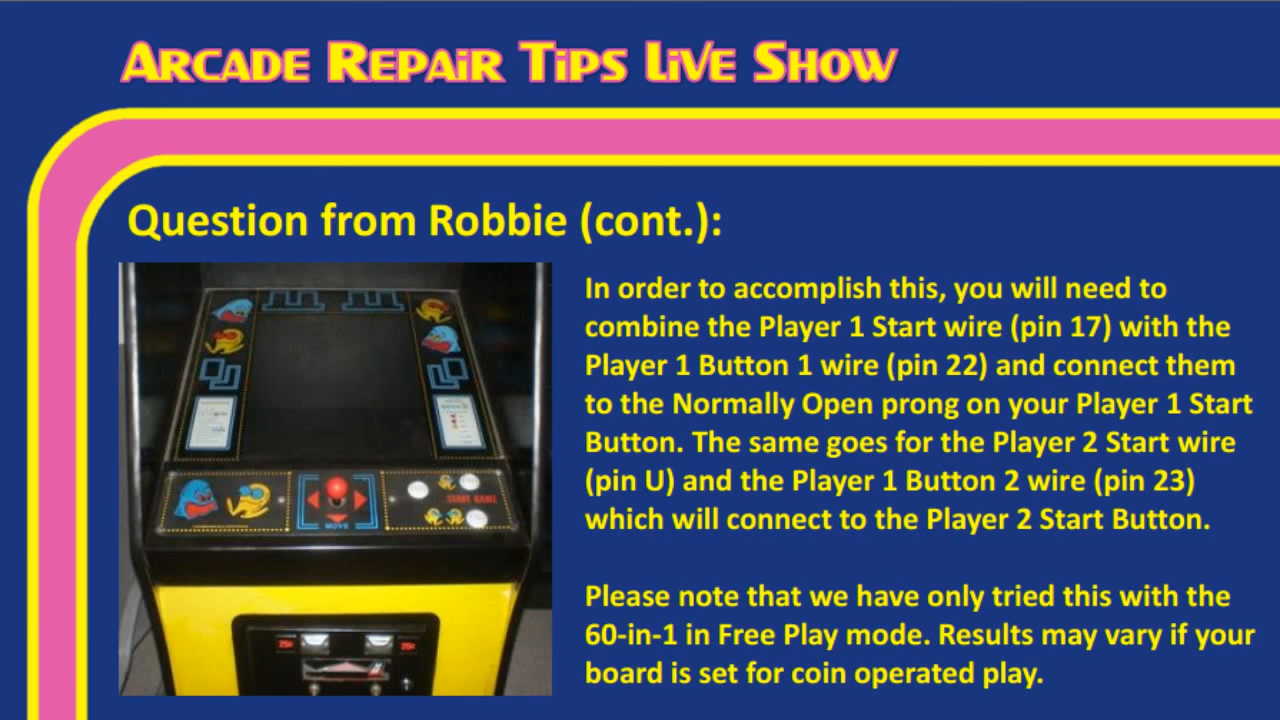 ARCADE REPAIR TIPS LIVE SHOW
Question from Robbie (cont.):
In order to accomplish this, you will need to
combine the Player 1 Start wire (pin 17) with the
Player 1 Button 1 wire (pin 22) and connect them
to the Normally Open prong on your Player 1 Start
Button. The same goes for the Player 2 Start wire
(pin U) and the Player 1 Button 2 wire (pin 23)
which will connect to the Player 2 Start Button.
Please note that we have only tried this with the
60-in-1 in Free Play mode. Results may vary if your
board is set for coin operated play.
START GAME
MOVE
25¢ 25¢